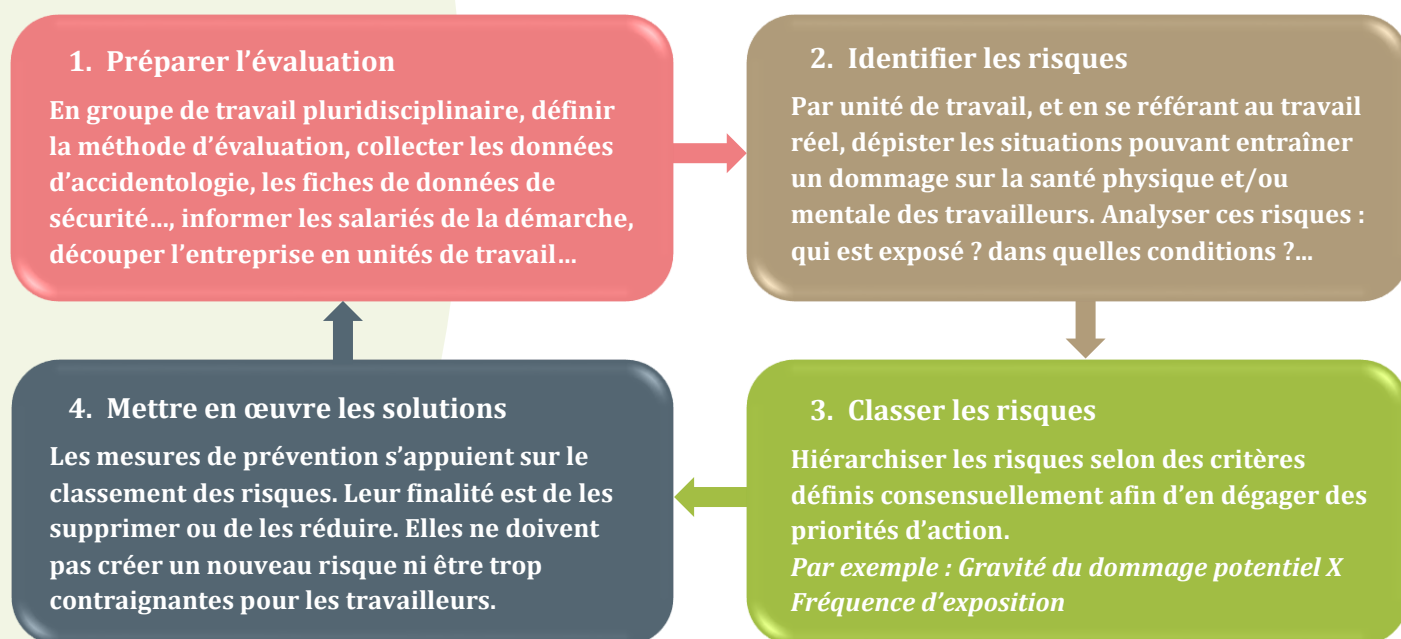 1. Préparer l’évaluation
En groupe de travail pluridisciplinaire, définir
la méthode d’évaluation, collecter les données
d’accidentologie, les fiches de données de
sécurité…, informer les salariés de la démarche,
découper l’entreprise en unités de travail…
2. Identifier les risques
Par unité de travail, et en se référant au travail
réel, dépister les situations pouvant entraîner
un dommage sur la santé physique et/ou
mentale des travailleurs. Analyser ces risques :
qui est exposé ? dans quelles conditions ?...
3. Classer les risques
Hiérarchiser les risques selon des critères
définis consensuellement afin d’en dégager des
priorités d’action.
Par exemple : Gravité du dommage potentiel X
Fréquence d’exposition
4. Mettre en œuvre les solutions
Les mesures de prévention s’appuient sur le
classement des risques. Leur finalité est de les
supprimer ou de les réduire. Elles ne doivent
pas créer un nouveau risque ni être trop
contraignantes pour les travailleurs.